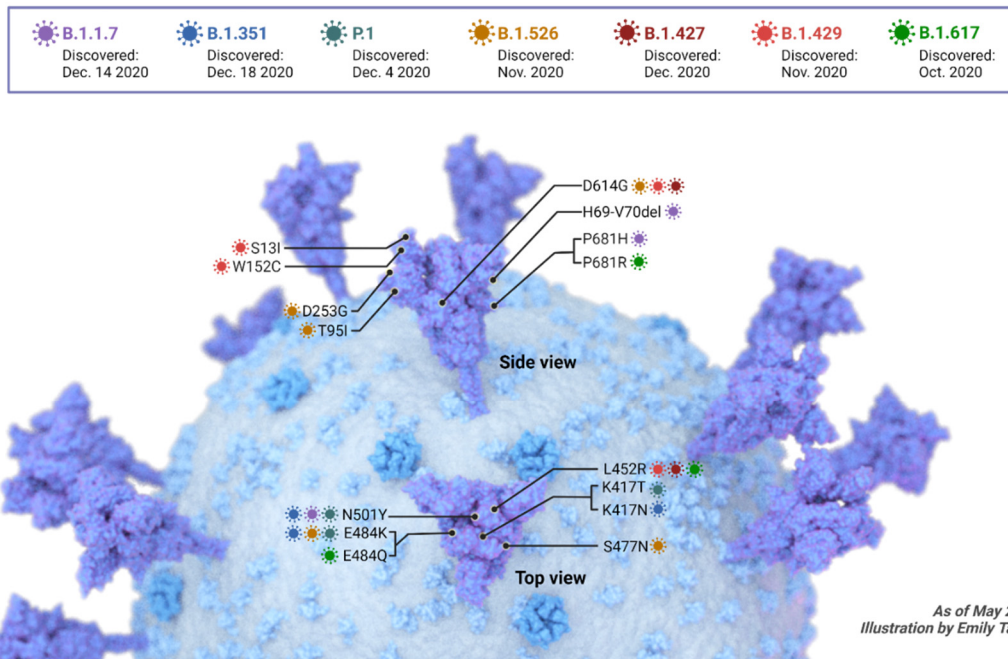 B.1.1.7
Discovered:
Dec. 14 2020
B.1.351
Discovered:
Dec. 18 2020
P.1
Discovered:
Dec. 4 2020
B.1.526
Discovered:
Nov. 2020
B.1.427
Discovered:
Dec. 2020
B.1.429
Discovered:
Nov. 2020
B.1.617
Discovered:
Oct. 2020
D614G
H69-V70del
P681H
P681R
S13I
W152C
D253G
T95I
Side view
L452R
K417T
K417N
N501Y
E484K
E484Q
S477N
Top view
As of May
Illustration by Emily